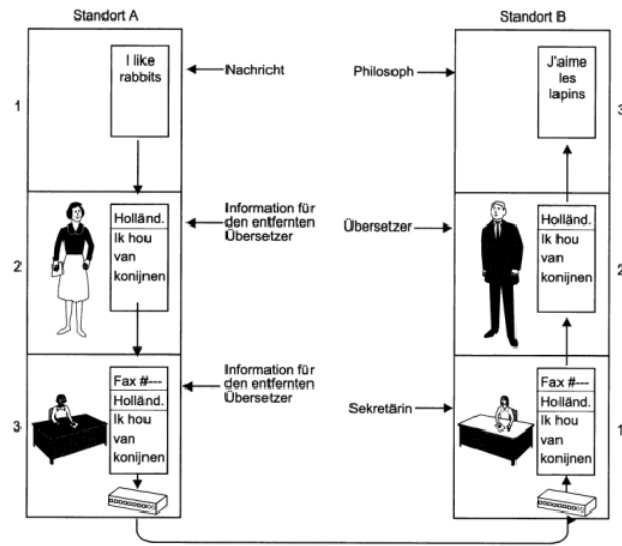 Standort A
Standort B
1
I like
rabbits
Nachricht
Philosoph
J'aime
les
lapins
3
2
Holländ.
Ik hou
van
konijnen
Information für
den entfernten
Übersetzer
Übersetzer
Holländ.
Ik hou
van
konijnen
2
3
Fax #---
Holländ.
Ik hou
van
konijnen
Information für
den entfernten
Übersetzer
Sekretärin
Fax #---
Holländ.
Ik hou
van
konijnen
1